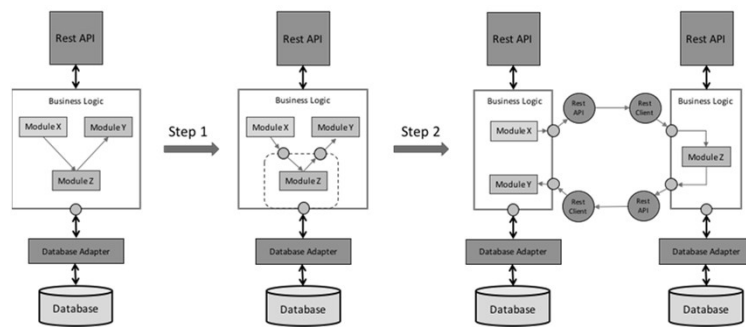 Rest API
Rest API
Rest API
Rest API
Business Logic
Module X
Module Y
Module Z
Database Adapter
Database
Step 1
Business Logic
Module X
Module Y
Module Z
Database Adapter
Database
Step 2
Business Logic
Module X
Module Y
Database Adapter
Database
Rest
API
Rest
Client
Rest
Client
Rest
API
Business Logic
Module Z
Database Adapter
Database